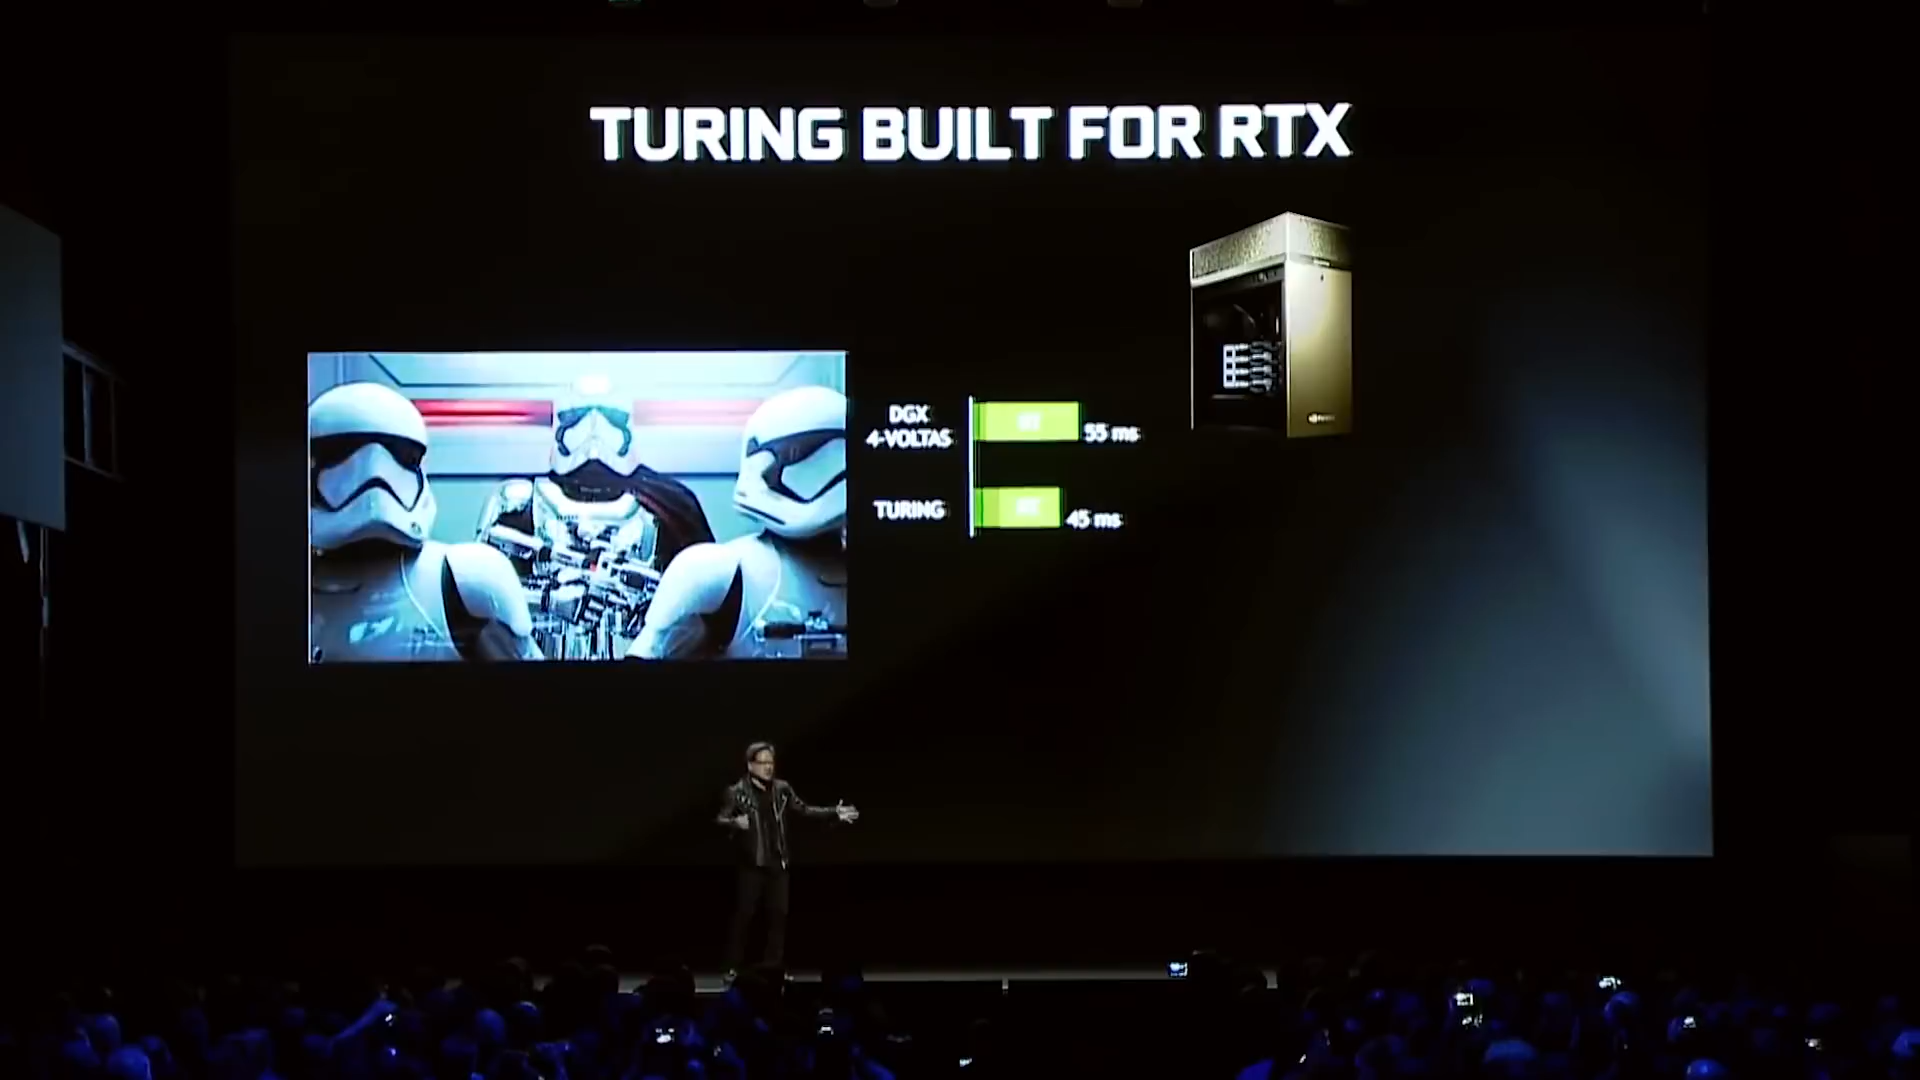 TURING BUILT FOR RTX
DGX
4-VOLTAS
55 ms
TURING
45 ms